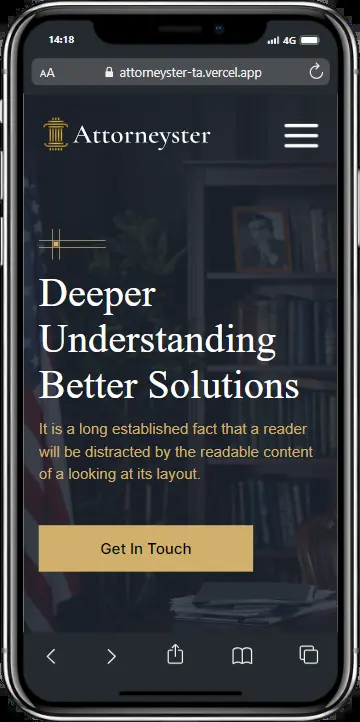 14:18
4G
AA
attorneyster-ta.vercel.app
Attorneyster
Deeper
Understanding
Better Solutions
It is a long established fact that a reader
will be distracted by the readable content
of a looking at its layout.
Get In Touch